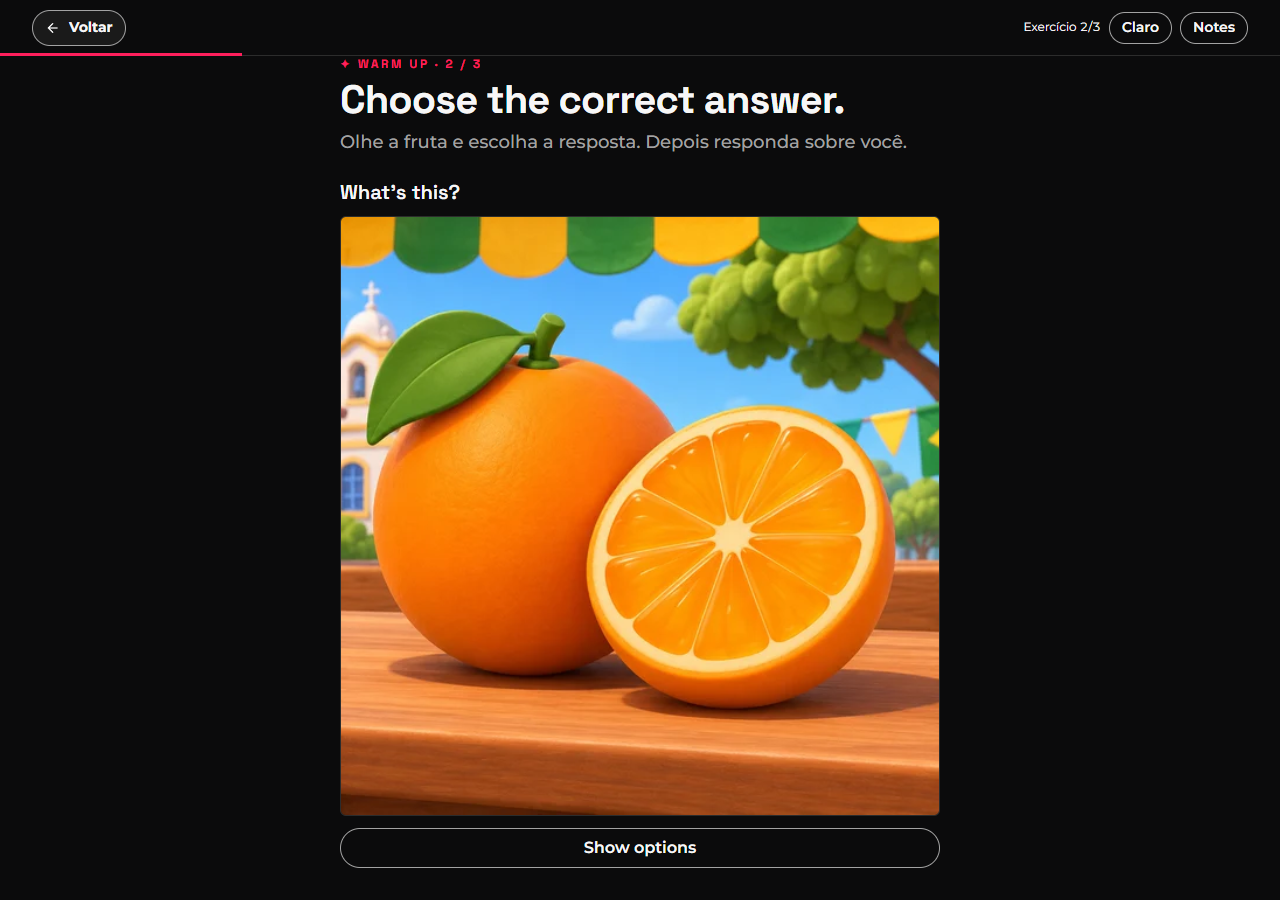 ← Voltar
Exercício 2/3
Claro
Notes
✦ WARM UP · 2 / 3
Choose the correct answer.
Olhe a fruta e escolha a resposta. Depois responda sobre você.
What’s this?
Show options